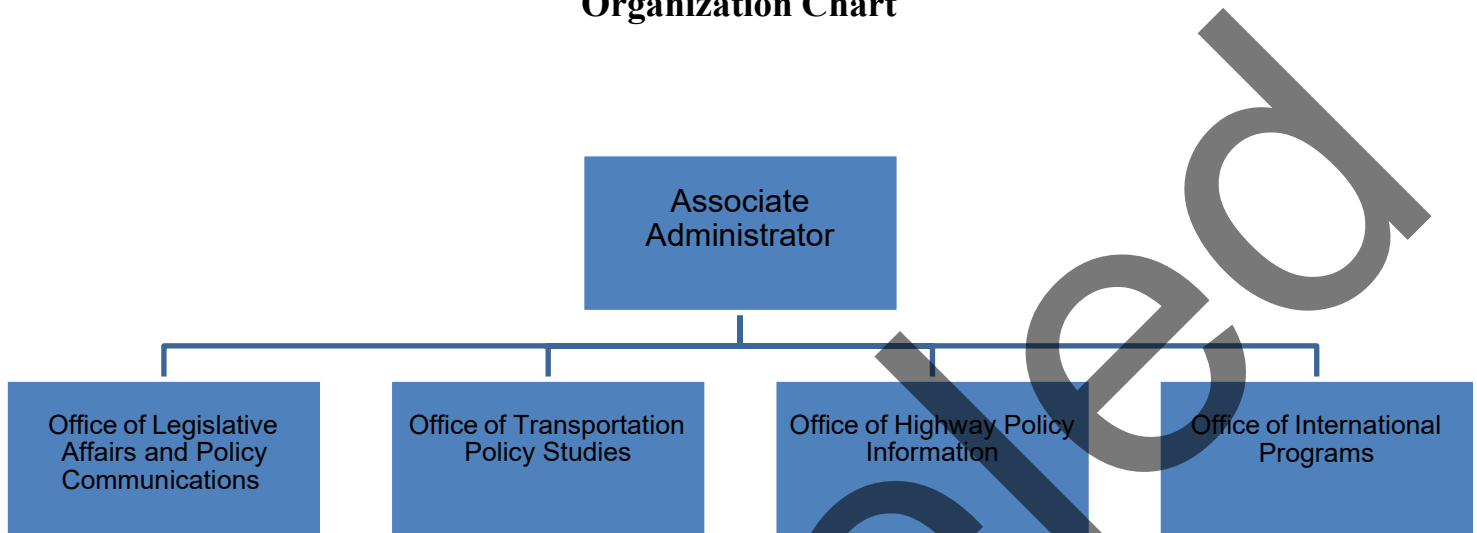 Organization Chart
Associate
Administrator
Office of Legislative
Affairs and Policy
Communications
Office of Transportation
Policy Studies
Office of Highway Policy
Information
Office of International
Programs
led